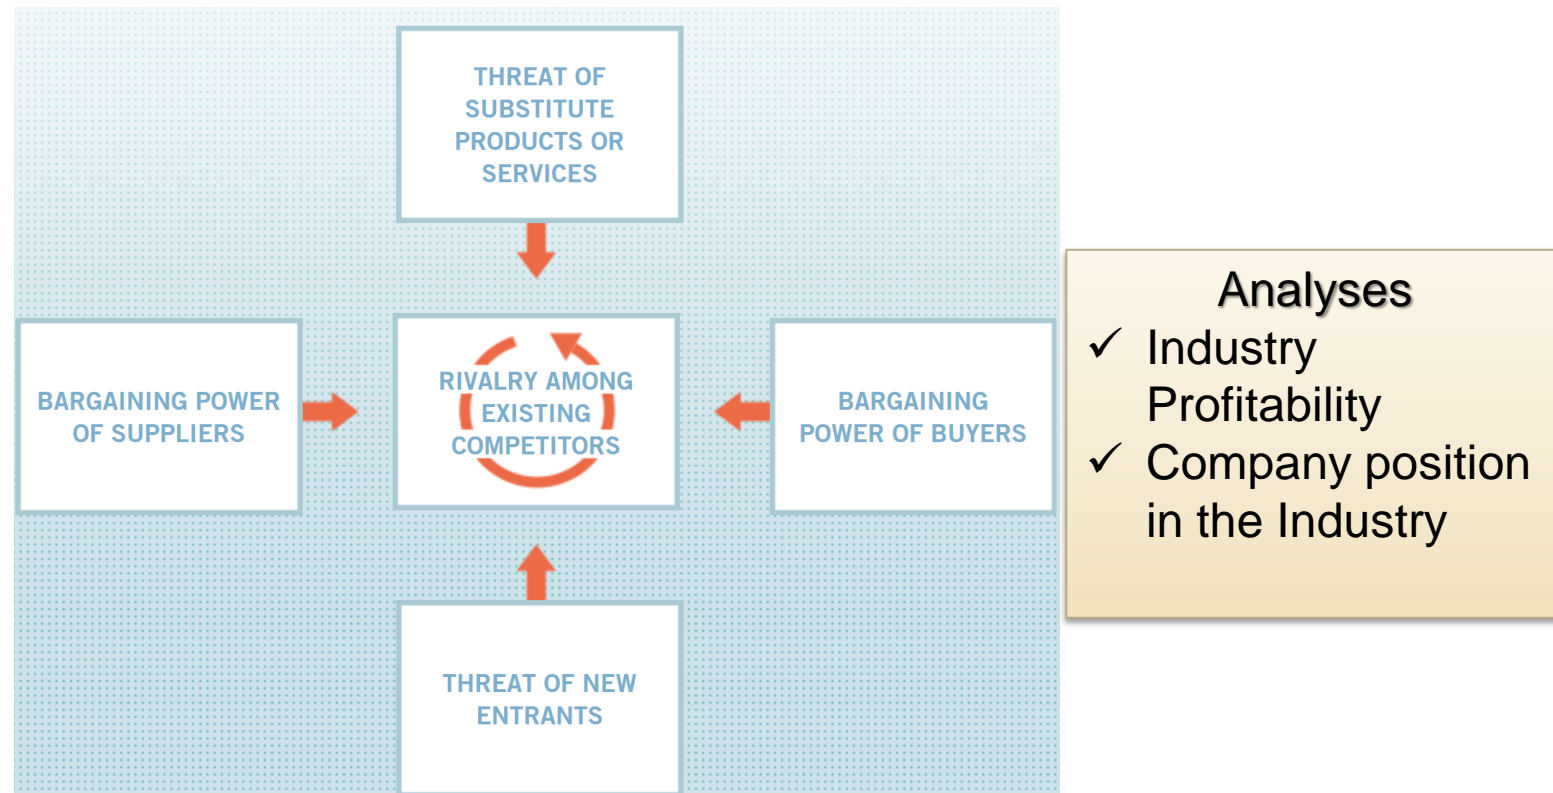 THREAT OF
SUBSTITUTE
PRODUCTS OR
SERVICES
BARGAINING POWER
OF SUPPLIERS
RIVALRY AMONG
EXISTING
COMPETITORS
BARGAINING
POWER OF BUYERS
THREAT OF NEW
ENTRANTS
Analyses
✓ Industry
Profitability
✓ Company position
in the Industry